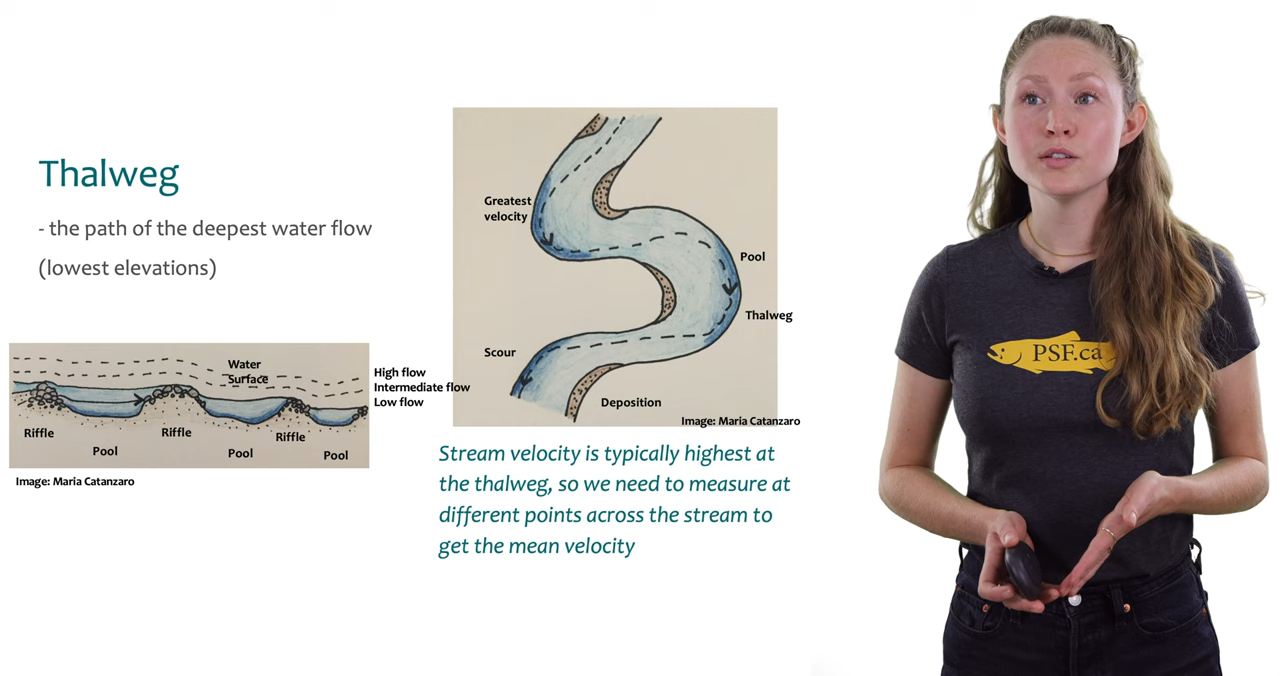 Thalweg
- the path of the deepest water flow
(lowest elevations)
Water
Surface
High flow
Intermediate flow
Low flow
Riffle
Riffle
Riffle
Pool
Pool
Pool
Image: Maria Catanzaro
Greatest
velocity
Pool
Thalweg
Scour
Deposition
Image: Maria Catanzaro
Stream velocity is typically highest at
the thalweg, so we need to measure at
different points across the stream to
get the mean velocity
PSF.ca